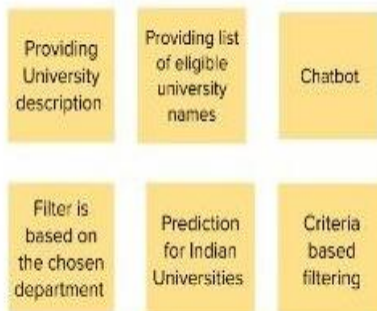 Providing
University
description
Providing list
of eligible
university
names
Chatbot
Filter is
based on
the chosen
department
Prediction
for Indian
Universities
Criteria
based
filtering